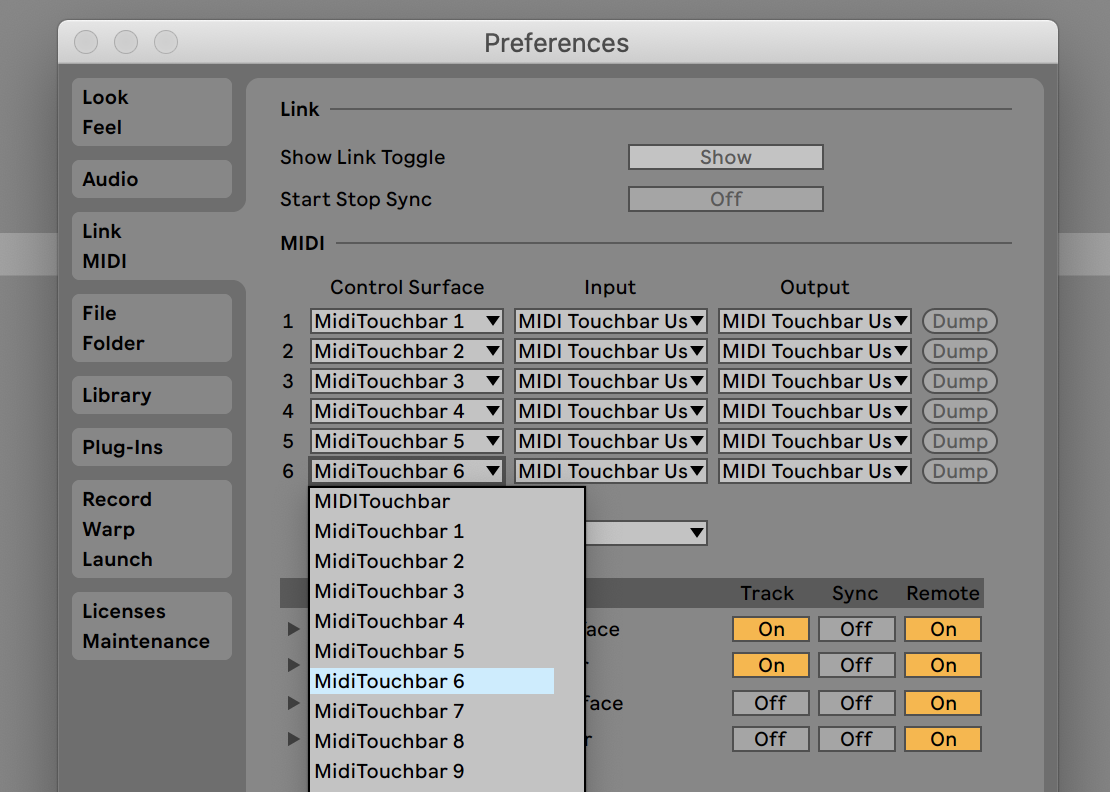 Preferences
Look
Feel
Audio
Link
MIDI
File
Folder
Library
Plug-Ins
Record
Warp
Launch
Licenses
Maintenance
Link
Show Link Toggle Show
Start Stop Sync Off
MIDI
Control Surface Input Output
1 MidiTouchbar 1 MIDI Touchbar Us MIDI Touchbar Us Dump
2 MidiTouchbar 2 MIDI Touchbar Us MIDI Touchbar Us Dump
3 MidiTouchbar 3 MIDI Touchbar Us MIDI Touchbar Us Dump
4 MidiTouchbar 4 MIDI Touchbar Us MIDI Touchbar Us Dump
5 MidiTouchbar 5 MIDI Touchbar Us MIDI Touchbar Us Dump
6 MidiTouchbar 6 MIDI Touchbar Us MIDI Touchbar Us Dump
MIDITouchbar
MidiTouchbar 1
MidiTouchbar 2
MidiTouchbar 3
MidiTouchbar 4
MidiTouchbar 5
MidiTouchbar 6
MidiTouchbar 7
MidiTouchbar 8
MidiTouchbar 9
Track Sync Remote
On Off On
On Off On
Off Off On
Off Off On